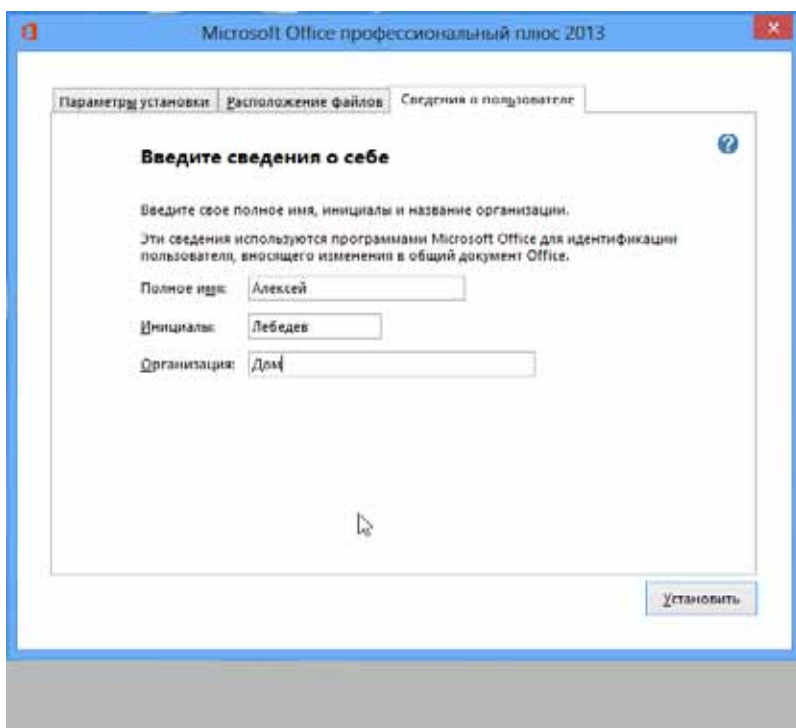 Microsoft Office профессиональный плюс 2013
Параметры установки Расположение файлов Сведения о пользователе
Введите сведения о себе
Введите свое полное имя, инициалы и название организации.
Эти сведения используются программами Microsoft Office для идентификации
пользователя, вносящего изменения в общий документ Office.
Полное имя: Алексей
Инициалы: Лебедев
Организация: Дом
Установить